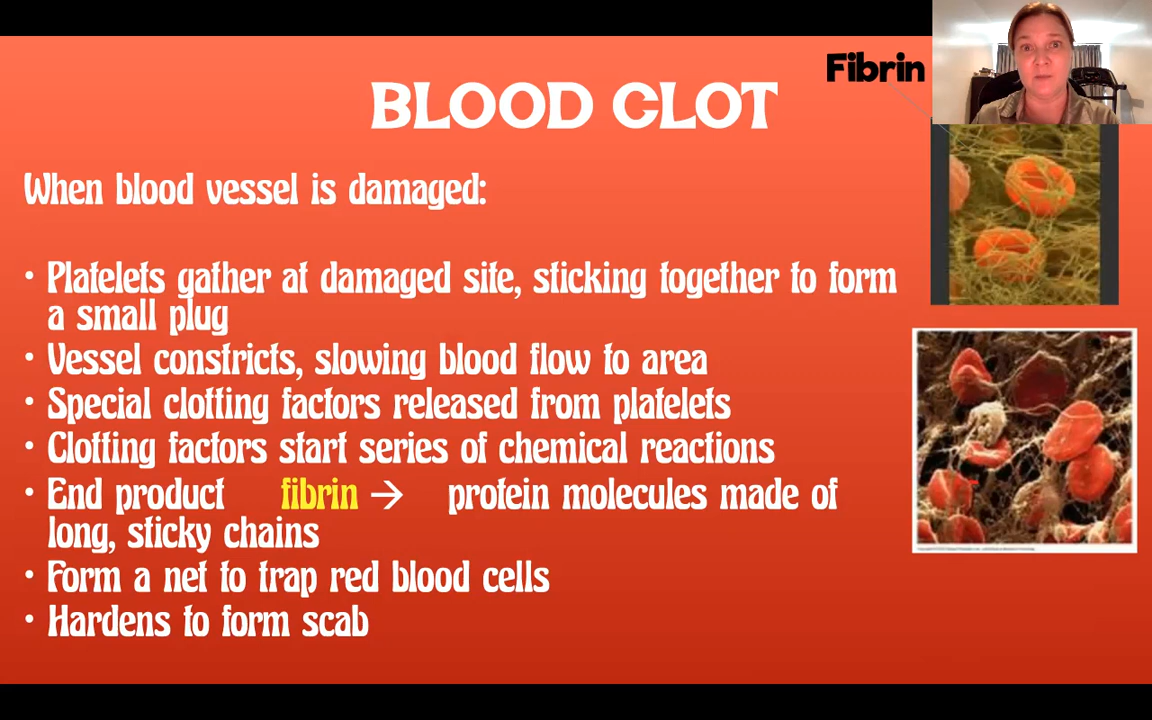 Fibrin
BLOOD CLOT
When blood vessel is damaged:
• Platelets gather at damaged site, sticking together to form
a small plug
• Vessel constricts, slowing blood flow to area
• Special clotting factors released from platelets
• Clotting factors start series of chemical reactions
• End product fibrin → protein molecules made of
long, sticky chains
• Form a net to trap red blood cells
• Hardens to form scab